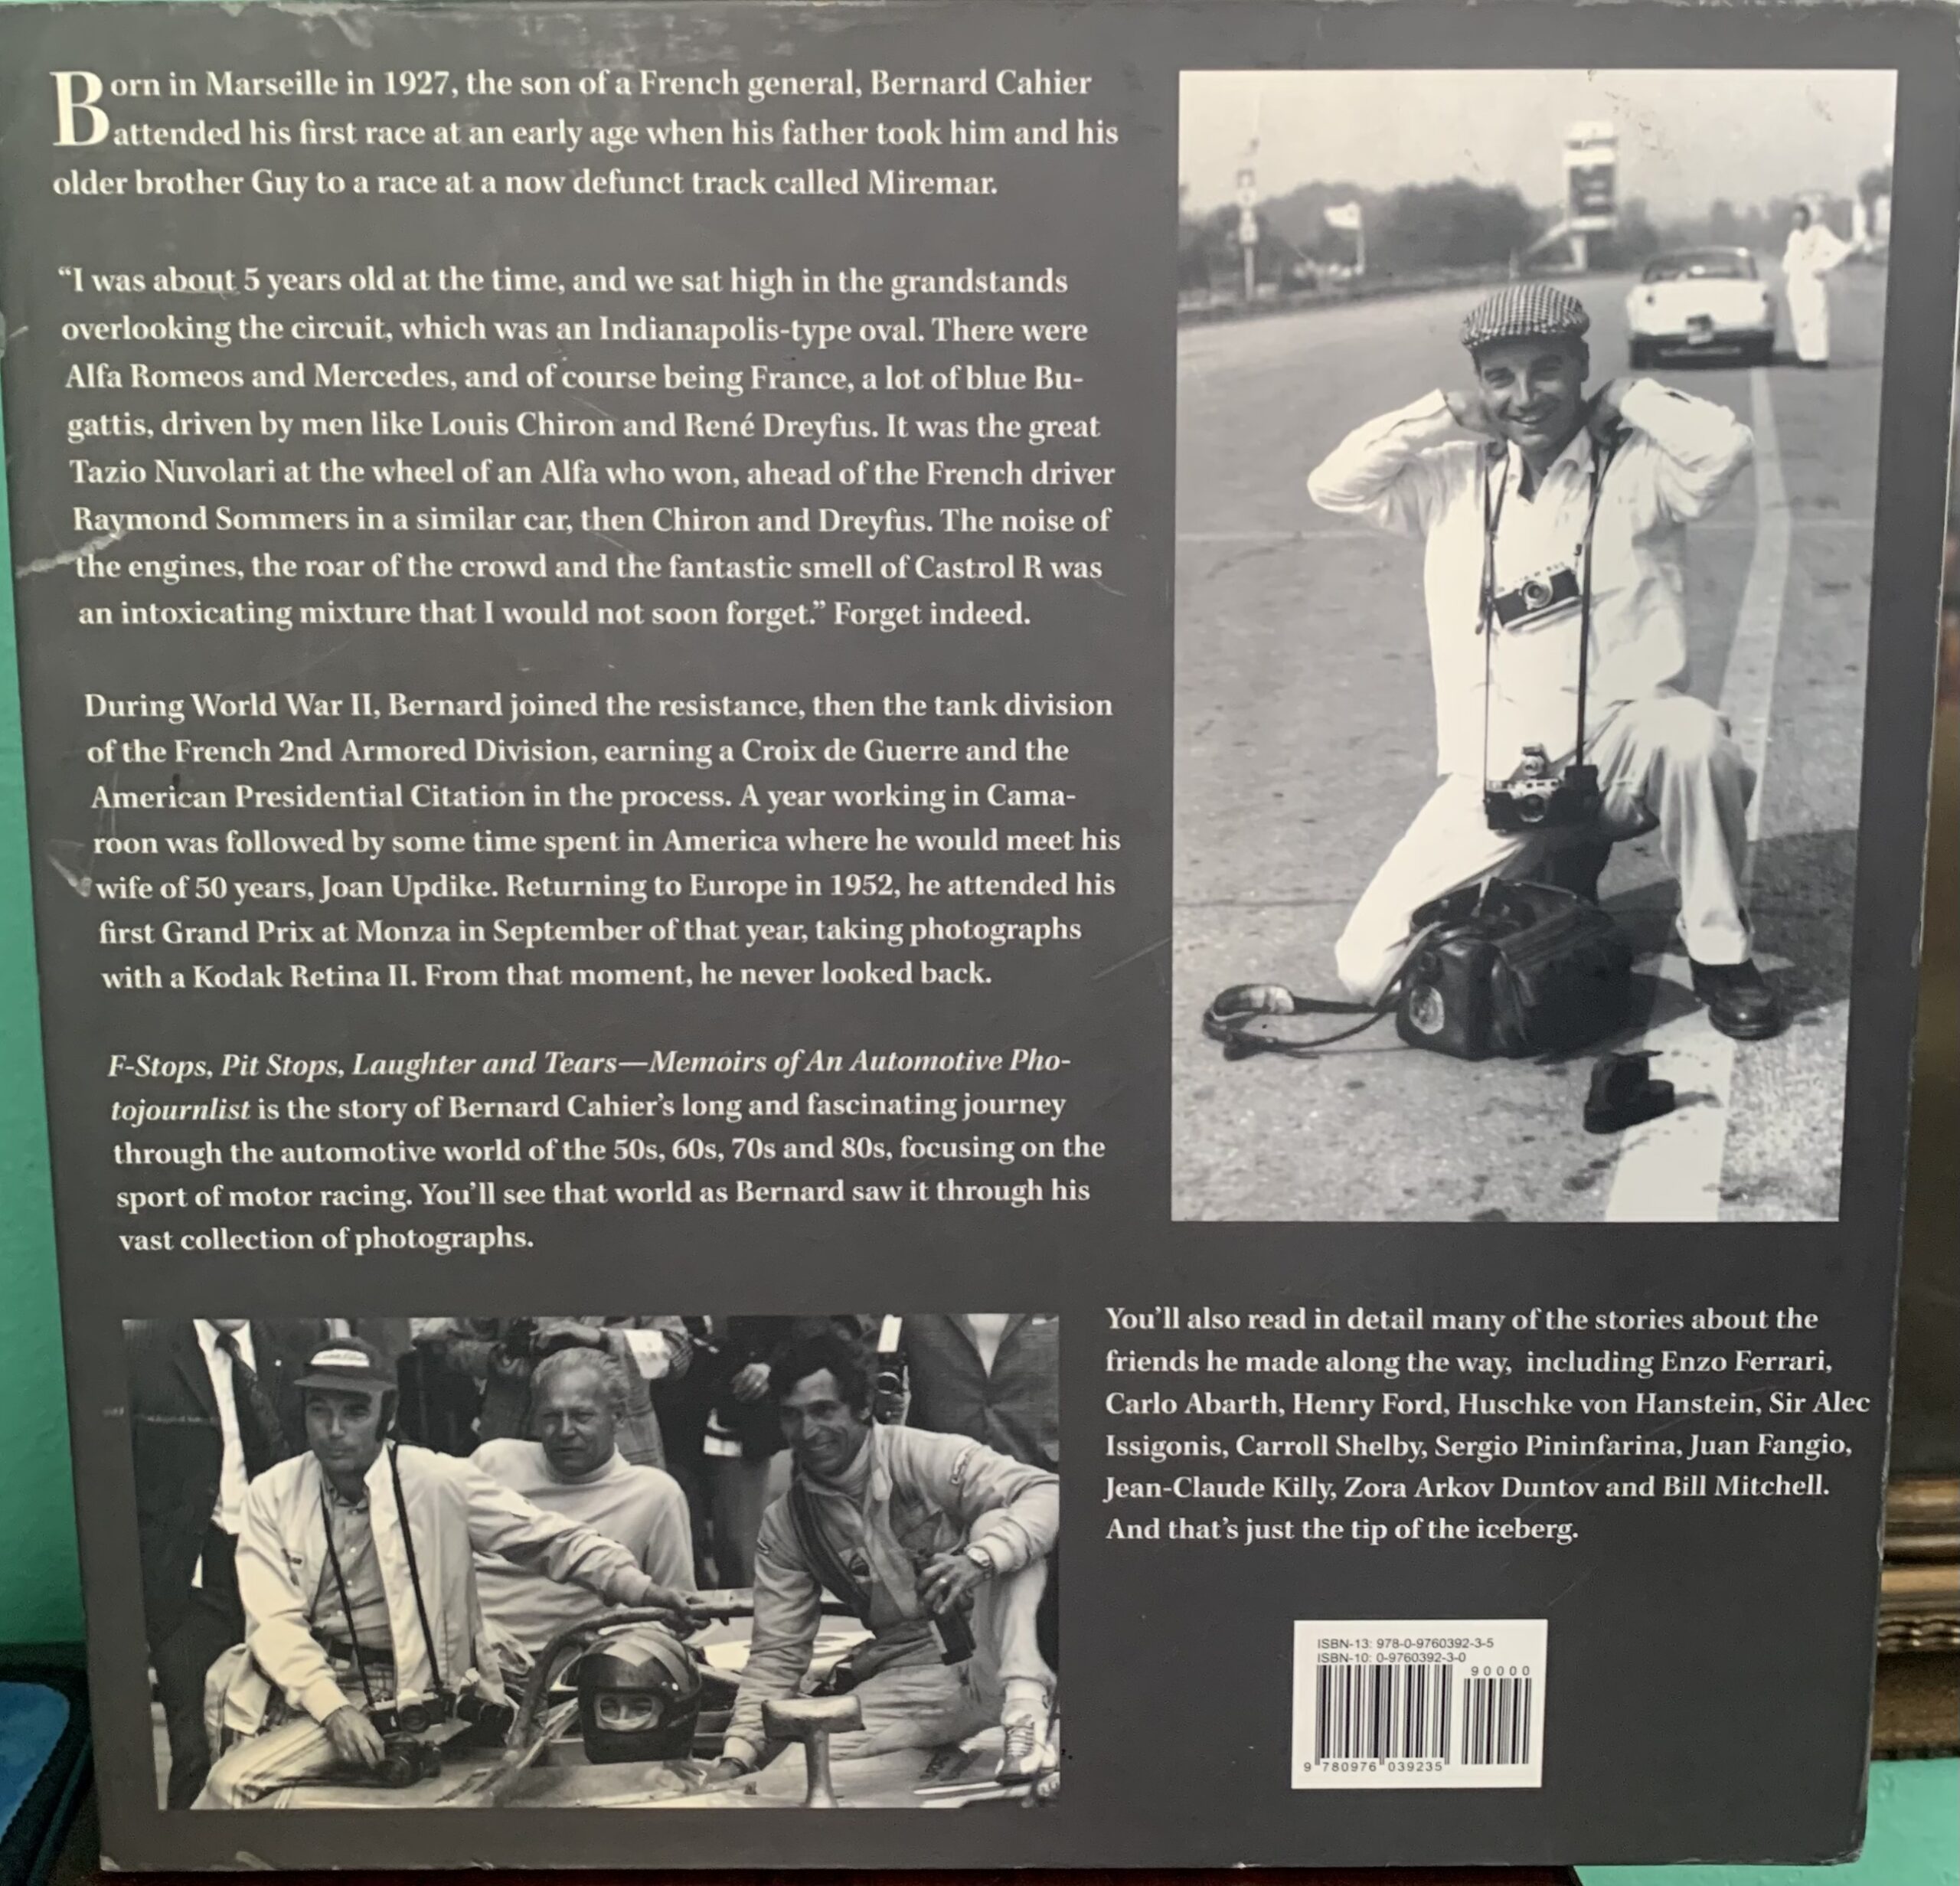 Born in Marseille in 1927, the son of a French general, Bernard Cahier
attended his first race at an early age when his father took him and his
older brother Guy to a race at a now defunct track called Miremar.
“I was about 5 years old at the time, and we sat high in the grandstands
overlooking the circuit, which was an Indianapolis-type oval. There were
Alfa Romeos and Mercedes, and of course being France, a lot of blue Bu-
gattis, driven by men like Louis Chiron and René Dreyfus. It was the great
Tazio Nuvolari at the wheel of an Alfa who won, ahead of the French driver
Raymond Sommers in a similar car, then Chiron and Dreyfus. The noise of
the engines, the roar of the crowd and the fantastic smell of Castrol R was
an intoxicating mixture that I would not soon forget.” Forget indeed.
During World War II, Bernard joined the resistance, then the tank division
of the French 2nd Armored Division, earning a Croix de Guerre and the
American Presidential Citation in the process. A year working in Cama-
roon was followed by some time spent in America where he would meet his
wife of 50 years, Joan Updike. Returning to Europe in 1952, he attended his
first Grand Prix at Monza in September of that year, taking photographs
with a Kodak Retina II. From that moment, he never looked back.
F-Stops, Pit Stops, Laughter and Tears—Memoirs of An Automotive Pho-
tojournlist is the story of Bernard Cahier’s long and fascinating journey
through the automotive world of the 50s, 60s, 70s and 80s, focusing on the
sport of motor racing. You’ll see that world as Bernard saw it through his
vast collection of photographs.
You’ll also read in detail many of the stories about the
friends he made along the way, including Enzo Ferrari,
Carlo Abarth, Henry Ford, Huschke von Hanstein, Sir Alec
Issigonis, Carroll Shelby, Sergio Pininfarina, Juan Fangio,
Jean-Claude Killy, Zora Arkov Duntov and Bill Mitchell.
And that’s just the tip of the iceberg.
ISBN-13: 978-0-9760392-3-5
ISBN-10: 0-9760392-3-0
90000
9 780976 039235